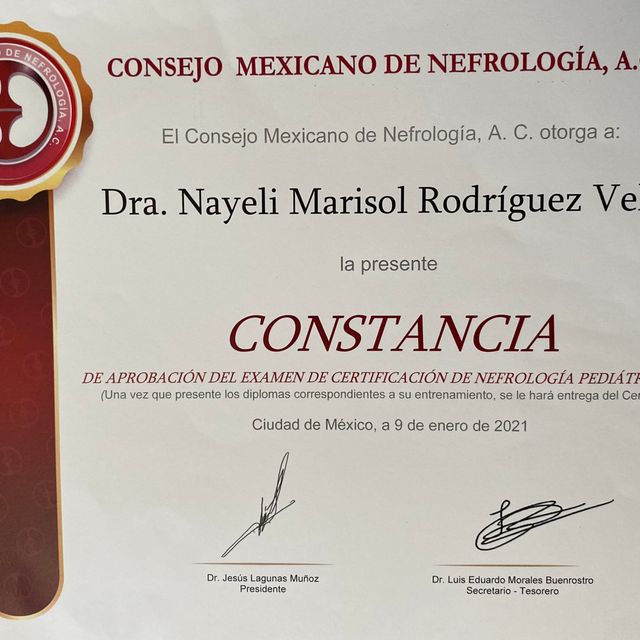 DE NEFROLOGÍA, A. C.
CONSEJO MEXICANO DE NEFROLOGÍA, A.
El Consejo Mexicano de Nefrología, A. C. otorga a:
Dra. Nayeli Marisol Rodríguez
la presente
CONSTANCIA
DE APROBACIÓN DEL EXAMEN DE CERTIFICACIÓN DE NEFROLOGÍA
(Una vez que presente los diplomas correspondientes a su entrenamiento, se le hará entrega del
Ciudad de México, a 9 de enero de 2021
Dr. Jesús Lagunas Muñoz
Presidente
Dr. Luis Eduardo Morales Buenrostro
Secretario - Tesorero